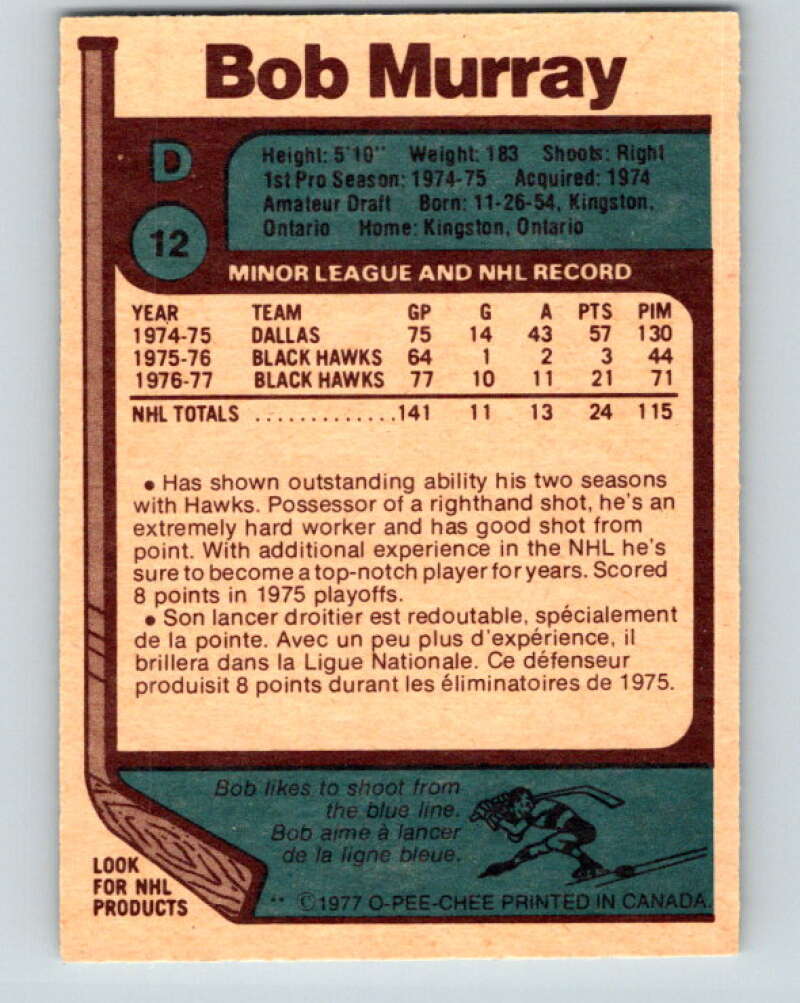 Bob Murray
D
12
Height: 5'10" Weight: 183 Shoots: Right
1st Pro Season: 1974-75 Acquired: 1974
Amateur Draft Born: 11-26-54, Kingston,
Ontario Home: Kingston, Ontario
MINOR LEAGUE AND NHL RECORD
YEAR TEAM GP G A PTS PIM
1974-75 DALLAS 75 14 43 57 130
1975-76 BLACK HAWKS 64 1 2 3 44
1976-77 BLACK HAWKS 77 10 11 21 71
NHL TOTALS .............141 11 13 24 115
• Has shown outstanding ability his two seasons
with Hawks. Possessor of a righthand shot, he's an
extremely hard worker and has good shot from
point. With additional experience in the NHL he's
sure to become a top-notch player for years. Scored
8 points in 1975 playoffs.
• Son lancer droitier est redoutable, spécialement
de la pointe. Avec un peu plus d'expérience, il
brillera dans la Ligue Nationale. Ce défenseur
produisit 8 points durant les éliminatoires de 1975.
Bob likes to shoot from
the blue line.
Bob aime à lancer
de la ligne bleue.
LOOK
FOR NHL
PRODUCTS
** ©1977 O-PEE-CHEE PRINTED IN CANADA.